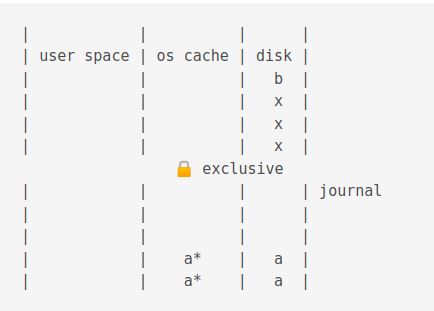 |            |          |      |
| user space | os cache | disk |
|            |          |   b  |
|            |          |   x  |
|            |          |   x  |
|            |          |   x  |
                🔒 exclusive
|            |          |      | journal
|            |          |      |
|            |          |      |
|            |    a*    |   a  |
|            |    a*    |   a  |